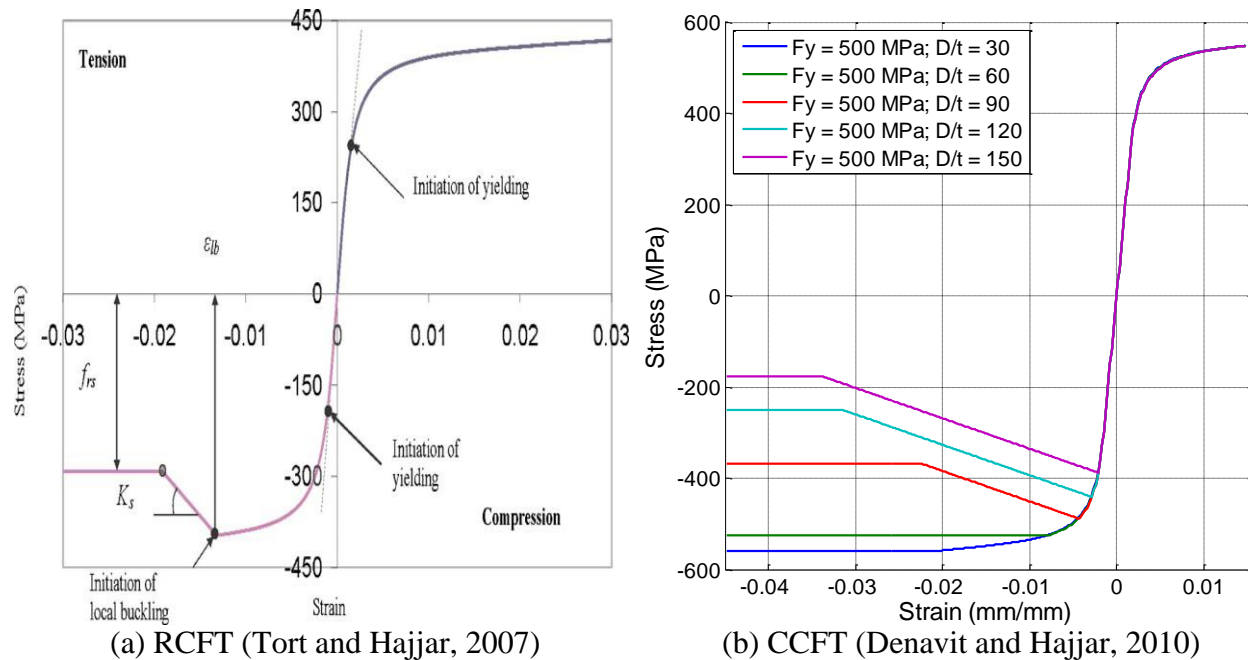 450
Tension
300
Initiation of yielding
150
εlb
0
-0.03
-0.02
-0.01
0
0.01
0.02
0.03
Stress (MPa)
frs
-150
Initiation of
yielding
-300
Ks
Compression
-450
Initiation of
local buckling
Strain
(a) RCFT (Tort and Hajjar, 2007)
600
Fy = 500 MPa; D/t = 30
Fy = 500 MPa; D/t = 60
Fy = 500 MPa; D/t = 90
Fy = 500 MPa; D/t = 120
Fy = 500 MPa; D/t = 150
400
200
0
-200
-400
-600
Stress (MPa)
-0.04
-0.03
-0.02
-0.01
0
0.01
Strain (mm/mm)
(b) CCFT (Denavit and Hajjar, 2010)